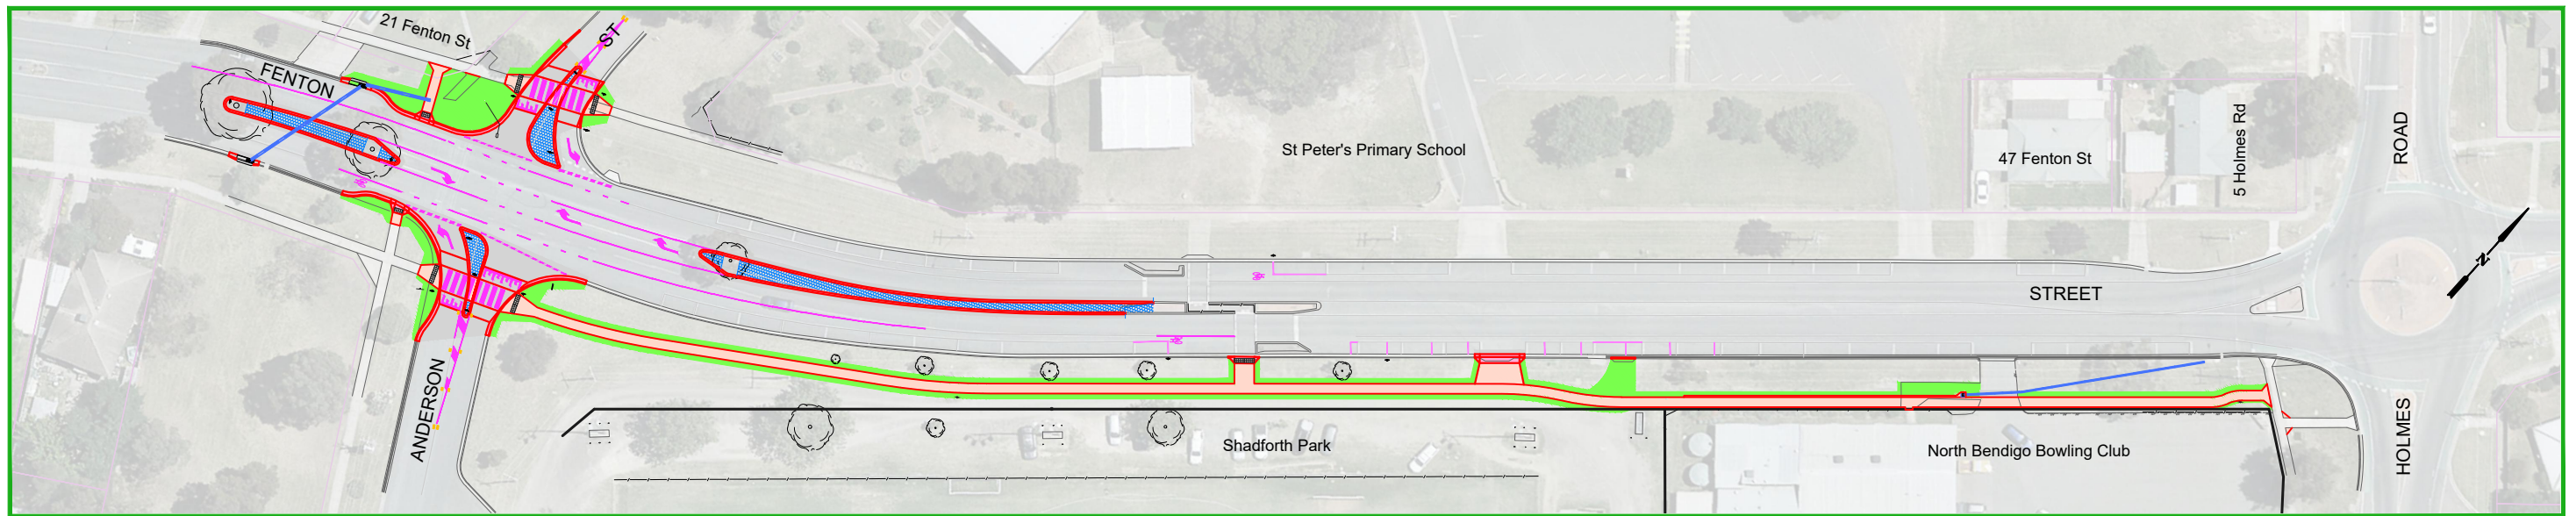 21 Fenton St
ST
FENTON
St Peter's Primary School
47 Fenton St
5 Holmes Rd
ROAD
N
STREET
ANDERSON
Shadforth Park
North Bendigo Bowling Club
HOLMES